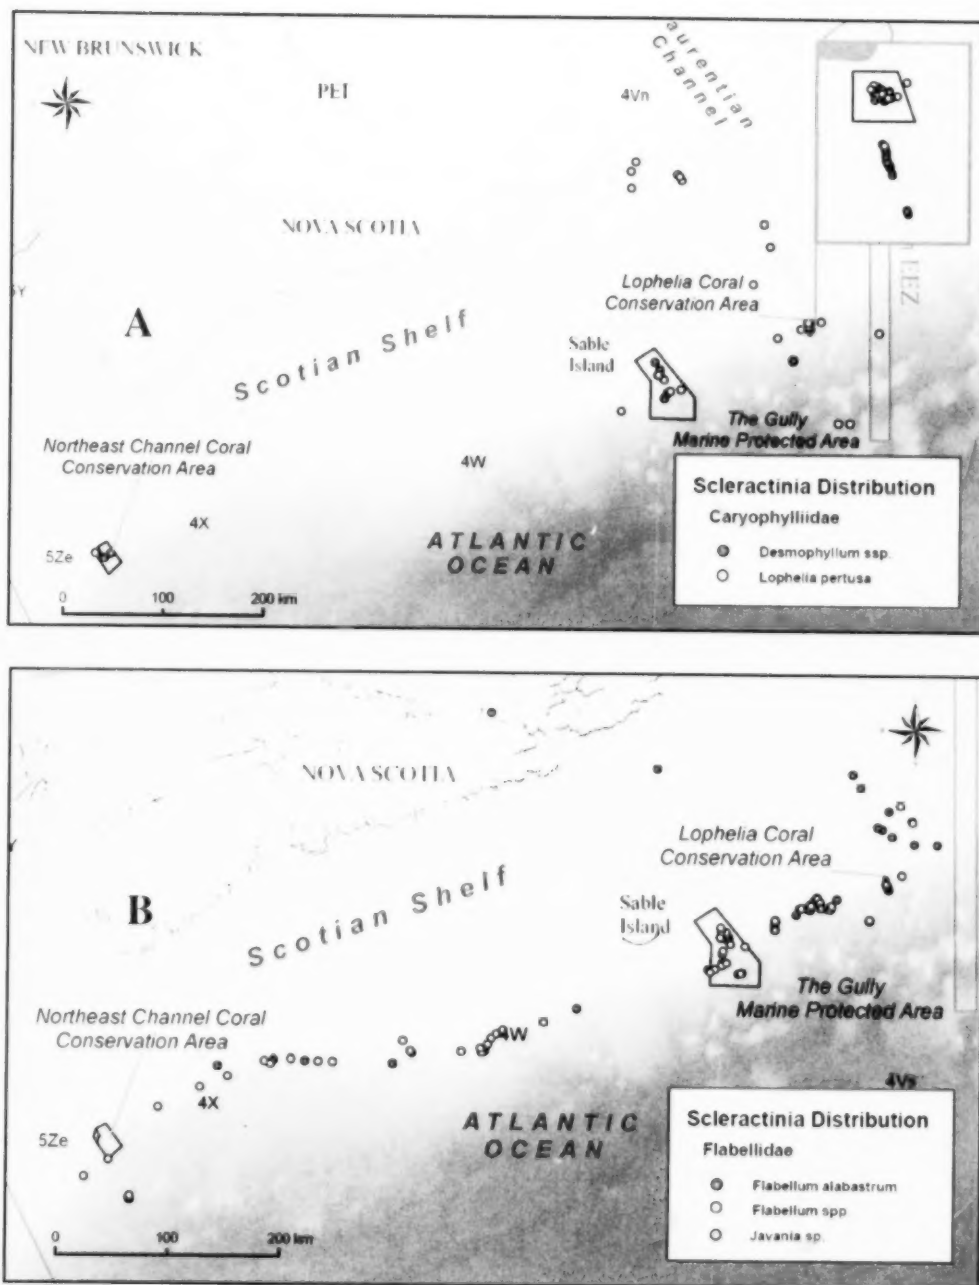 NEW BRUNSWICK
PEI
4Vn
aurentian
Channel
NOVA SCOTIA
EEZ
Lophelia Coral
Conservation Area
A
Scotian Shelf
Sable
Island
The Gully
Marine Protected Area
Northeast Channel Coral
Conservation Area
4W
4X
5Ze
ATLANTIC
OCEAN
0 100 200 km
Scleractinia Distribution
Caryophylliidae
Desmophyllum ssp.
Lophelia pertusa
NOVA SCOTIA
Lophelia Coral
Conservation Area
B
Scotian Shelf
Sable
Island
The Gully
Marine Protected Area
Northeast Channel Coral
Conservation Area
4W
4X
4Vs
5Ze
ATLANTIC
OCEAN
0 100 200 km
Scleractinia Distribution
Flabellidae
Flabellum alabastrum
Flabellum spp
Javania sp.